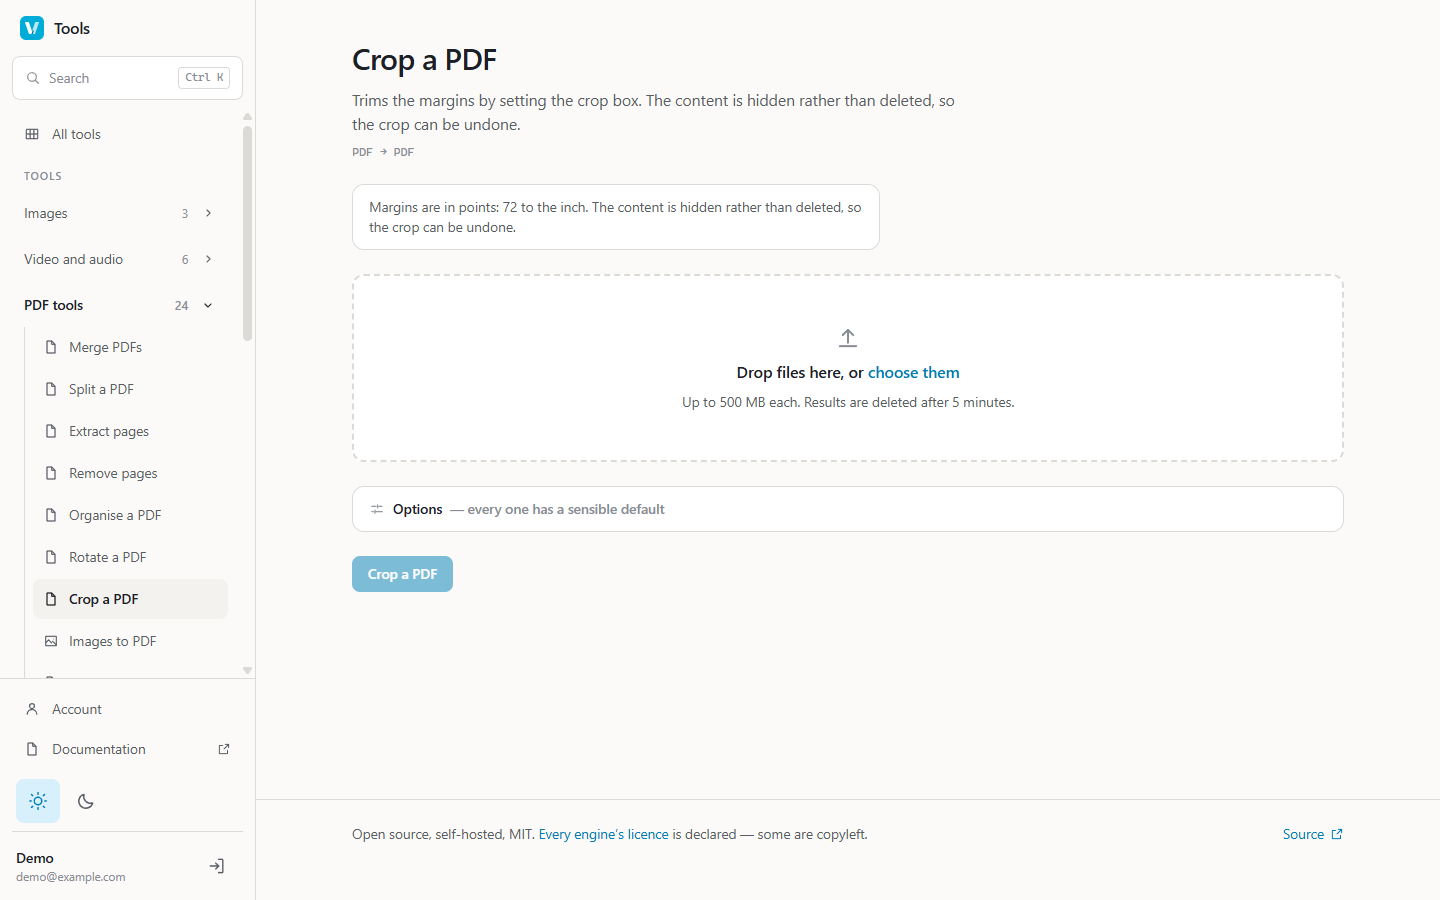 Tools
Search
Ctrl K
All tools
TOOLS
Images 3
Video and audio 6
PDF tools 24
Merge PDFs
Split a PDF
Extract pages
Remove pages
Organise a PDF
Rotate a PDF
Crop a PDF
Images to PDF
Account
Documentation
Demo
demo@example.com
Crop a PDF
Trims the margins by setting the crop box. The content is hidden rather than deleted, so
the crop can be undone.
PDF → PDF
Margins are in points: 72 to the inch. The content is hidden rather than deleted, so
the crop can be undone.
Drop files here, or choose them
Up to 500 MB each. Results are deleted after 5 minutes.
Options — every one has a sensible default
Crop a PDF
Open source, self-hosted, MIT. Every engine's licence is declared — some are copyleft.
Source